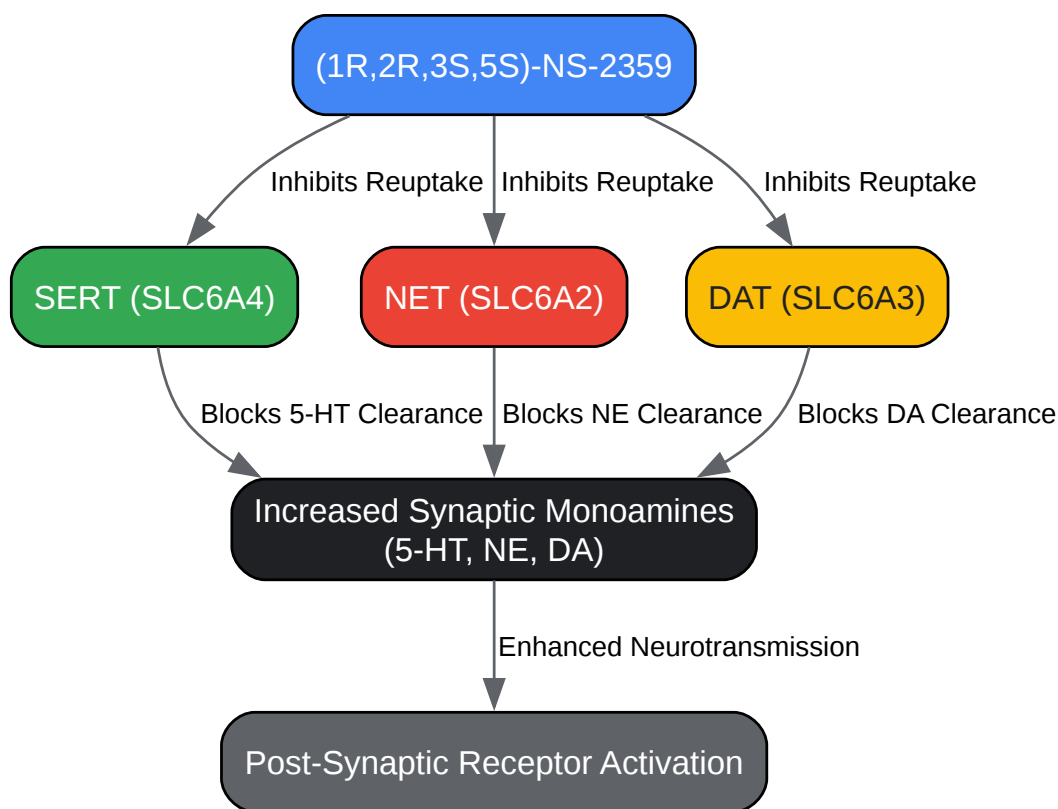 (1R,2R,3S,5S)-NS-2359
Inhibits Reuptake
Inhibits Reuptake
Inhibits Reuptake
SERT (SLC6A4)
NET (SLC6A2)
DAT (SLC6A3)
Blocks 5-HT Clearance
Blocks NE Clearance
Blocks DA Clearance
Increased Synaptic Monoamines
(5-HT, NE, DA)
Enhanced Neurotransmission
Post-Synaptic Receptor Activation